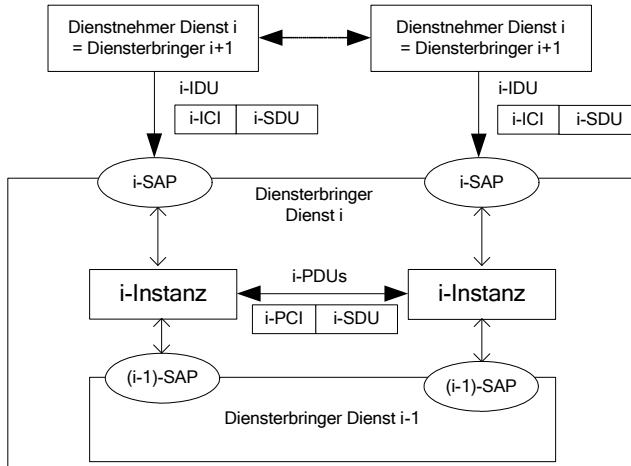 Dienstnehmer Dienst i
= Diensterbringer i+1
Dienstnehmer Dienst i
= Diensterbringer i+1
i-IDU
i-ICI
i-SDU
i-IDU
i-ICI
i-SDU
i-SAP
Diensterbringer
Dienst i
i-SAP
i-Instanz
i-PDUs
i-PCI
i-SDU
i-Instanz
(i-1)-SAP
(i-1)-SAP
Diensterbringer Dienst i-1